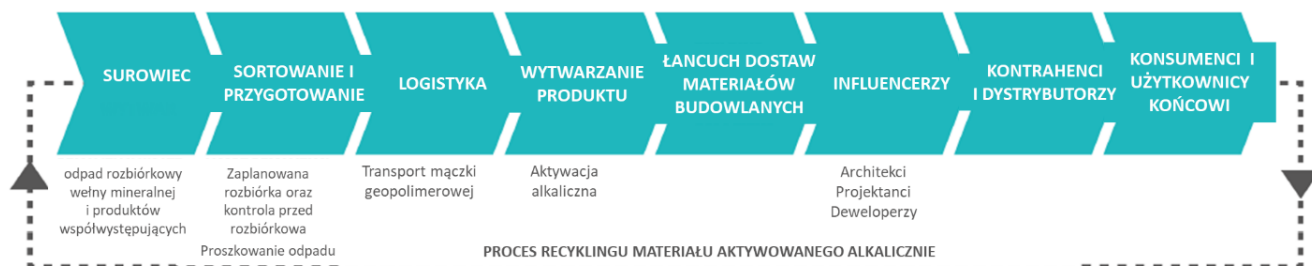 SUROWIEC
SORTOWANIE I
PRZYGOTOWANIE
LOGISTYKA
WYTWARZANIE
PRODUKTU
ŁANCUCH DOSTAW
MATERIAŁÓW
BUDOWLANYCH
INFLUENCERZY
KONTRAHENCI
I DYSTRYBUTORZY
KONSUMENCI I
UŻYTKOWNICY
KOŃCOWI
odpad rozbiórkowy
wełny mineralnej
i produktów
współwystępujących
Zaplanowana
rozbiórka oraz
kontrola przed
rozbiórkowa
Proszkowanie odpadu
Transport mączki
geopolimerowej
Aktywacja
alkaliczna
Architekci
Projektanci
Deweloperzy
PROCES RECYKLINGU MATERIAŁU AKTYWOWANEGO ALKALICZNIE